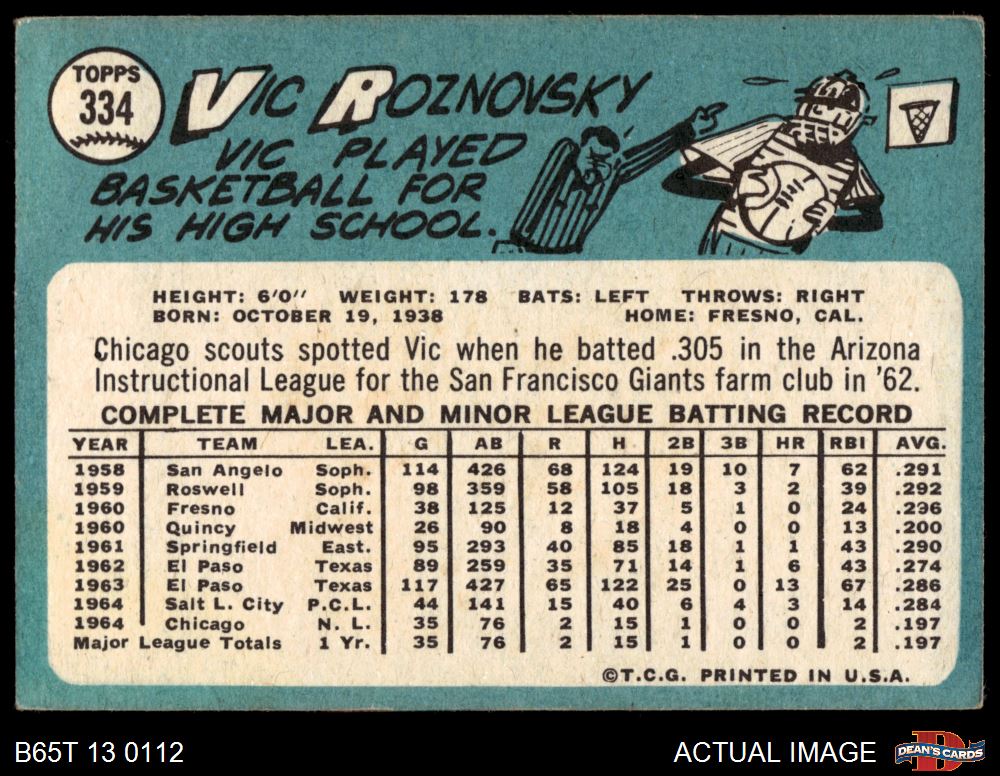 TOPPS
334
VIC ROZNOVSKY
VIC PLAYED
BASKETBALL FOR
HIS HIGH SCHOOL.
HEIGHT: 6'0" WEIGHT: 178 BATS: LEFT THROWS: RIGHT
BORN: OCTOBER 19, 1938 HOME: FRESNO, CAL.
Chicago scouts spotted Vic when he batted .305 in the Arizona
Instructional League for the San Francisco Giants farm club in '62.
COMPLETE MAJOR AND MINOR LEAGUE BATTING RECORD
YEAR TEAM LEA. G AB R H 2B 3B HR RBI AVG.
1958 San Angelo Soph. 114 426 68 124 19 10 7 62 .291
1959 Roswell Soph. 98 359 58 105 18 3 2 39 .292
1960 Fresno Calif. 38 125 12 37 5 1 0 24 .296
1960 Quincy Midwest 26 90 8 18 4 0 0 13 .200
1961 Springfield East. 95 293 40 85 18 1 1 43 .290
1962 El Paso Texas 89 259 35 71 14 1 6 43 .274
1963 El Paso Texas 117 427 65 122 25 0 13 67 .286
1964 Salt L. City P.C.L. 44 141 15 40 6 4 3 14 .284
1964 Chicago N. L. 35 76 2 15 1 0 0 2 .197
Major League Totals 1 Yr. 35 76 2 15 1 0 0 2 .197
©T.C.G. PRINTED IN U.S.A.
B65T 13 0112 ACTUAL IMAGE DEAN'S CARDS